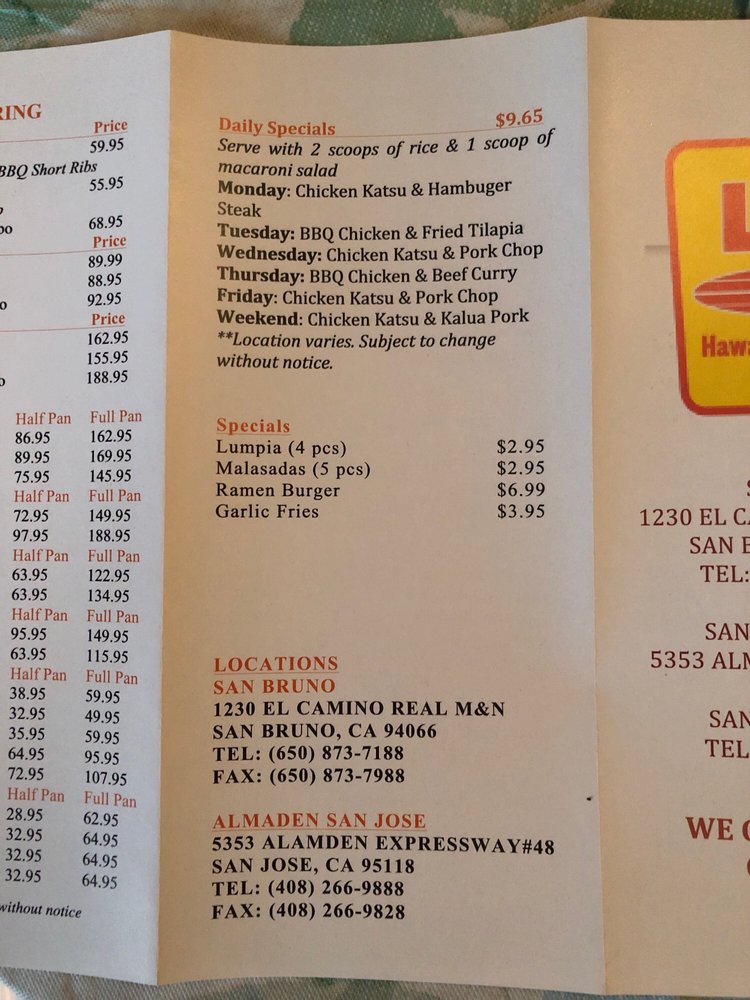 RING
Price
59.95
BBQ Short Ribs
55.95
68.95
Price
89.99
88.95
92.95
Price
162.95
155.95
188.95
Half Pan Full Pan
86.95 162.95
89.95 169.95
75.95 145.95
Half Pan Full Pan
72.95 149.95
97.95 188.95
Half Pan Full Pan
63.95 122.95
63.95 134.95
Half Pan Full Pan
95.95 149.95
63.95 115.95
Half Pan Full Pan
38.95 59.95
32.95 49.95
35.95 59.95
64.95 95.95
72.95 107.95
Half Pan Full Pan
28.95 62.95
32.95 64.95
32.95 64.95
32.95 64.95
without notice
Daily Specials $9.65
Serve with 2 scoops of rice & 1 scoop of
macaroni salad
Monday: Chicken Katsu & Hambuger
Steak
Tuesday: BBQ Chicken & Fried Tilapia
Wednesday: Chicken Katsu & Pork Chop
Thursday: BBQ Chicken & Beef Curry
Friday: Chicken Katsu & Pork Chop
Weekend: Chicken Katsu & Kalua Pork
**Location varies. Subject to change
without notice.
Specials
Lumpia (4 pcs) $2.95
Malasadas (5 pcs) $2.95
Ramen Burger $6.99
Garlic Fries $3.95
LOCATIONS
SAN BRUNO
1230 EL CAMINO REAL M&N
SAN BRUNO, CA 94066
TEL: (650) 873-7188
FAX: (650) 873-7988
ALMADEN SAN JOSE
5353 ALAMDEN EXPRESSWAY#48
SAN JOSE, CA 95118
TEL: (408) 266-9888
FAX: (408) 266-9828
L
Hawa
1230 EL CA
SAN B
TEL:
SAN
5353 ALM
SAN
TEL
WE